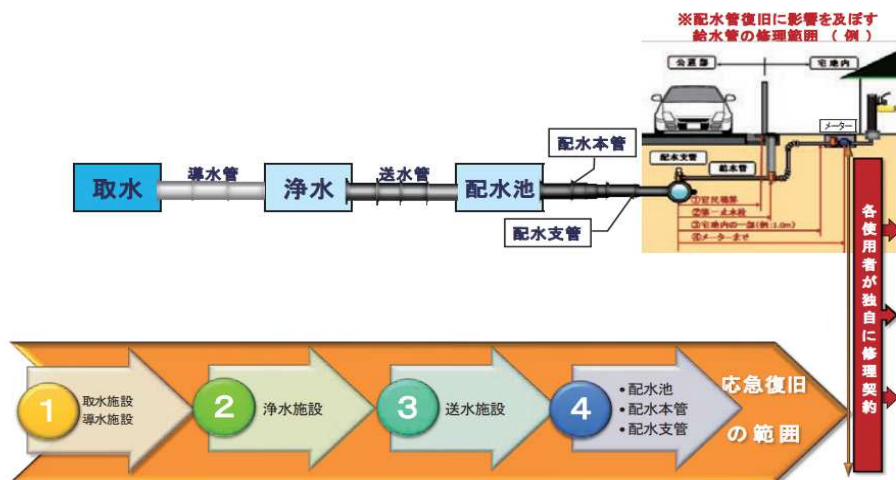 ※配水管復旧に影響を及ぼす
給水管の修理範囲（例）
公道部
宅地内
メーター
配水支管
給水管
①官民境界
②第一止水栓
③宅地内の一部(例:1.0m)
④メーターまで
取水
導水管
浄水
送水管
配水池
配水本管
配水支管
各使用者が独自に修理契約
1
取水施設
導水施設
2
浄水施設
3
送水施設
4
•配水池
•配水本管
•配水支管
応急復旧
の範囲